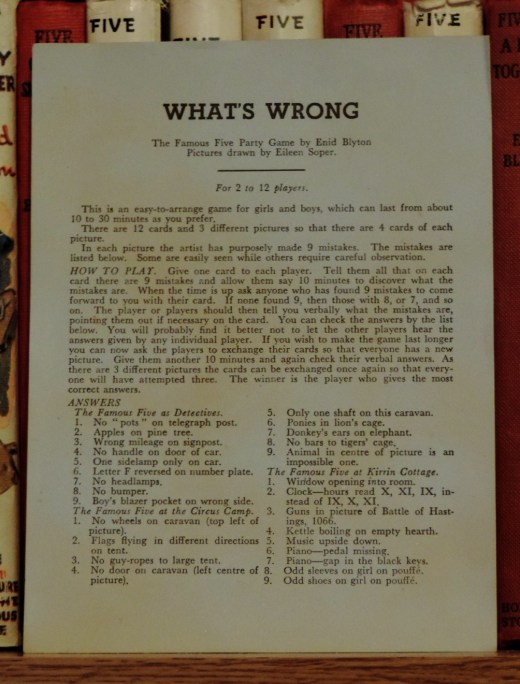 FIVE
FIVE
FIVE
FIVE
FIVE
FIVE
WHAT'S WRONG
The Famous Five Party Game by Enid Blyton
Pictures drawn by Eileen Soper.
For 2 to 12 players.
This is an easy-to-arrange game for girls and boys, which can last from about
10 to 30 minutes as you prefer.
There are 12 cards and 3 different pictures so that there are 4 cards of each
picture.
In each picture the artist has purposely made 9 mistakes. The mistakes are
listed below. Some are easily seen while others require careful observation.
HOW TO PLAY. Give one card to each player. Tell them all that on each
card there are 9 mistakes and allow them say 10 minutes to discover what the
mistakes are. When the time is up ask anyone who has found 9 mistakes to come
forward to you with their card. If none found 9, then those with 8, or 7, and so
on. The player or players should then tell you verbally what the mistakes are,
pointing them out if necessary on the card. You can check the answers by the list
below. You will probably find it better not to let the other players hear the
answers given by any individual player. If you wish to make the game last longer
you can now ask the players to exchange their cards so that everyone has a new
picture. Give them another 10 minutes and again check their verbal answers. As
there are 3 different pictures the cards can be exchanged once again so that every-
one will have attempted three. The winner is the player who gives the most
correct answers.
ANSWERS
The Famous Five as Detectives.
1. No "pots" on telegraph post.
2. Apples on pine tree.
3. Wrong mileage on signpost.
4. No handle on door of car.
5. One sidelamp only on car.
6. Letter F reversed on number plate.
7. No headlamps.
8. No bumper.
9. Boy's blazer pocket on wrong side.
The Famous Five at the Circus Camp.
1. No wheels on caravan (top left of
picture).
2. Flags flying in different directions
on tent.
3. No guy-ropes to large tent.
4. No door on caravan (left centre of
picture).
5. Only one shaft on this caravan.
6. Ponies in lion's cage.
7. Donkey's ears on elephant.
8. No bars to tigers' cage.
9. Animal in centre of picture is an
impossible one.
The Famous Five at Kirrin Cottage.
1. Window opening into room.
2. Clock—hours read X, XI, IX, in-
stead of IX, X, XI.
3. Guns in picture of Battle of Hast-
ings, 1066.
4. Kettle boiling on empty hearth.
5. Music upside down.
6. Piano—pedal missing.
7. Piano—gap in the black keys.
8. Odd sleeves on girl on pouffé.
9. Odd shoes on girl on pouffé.